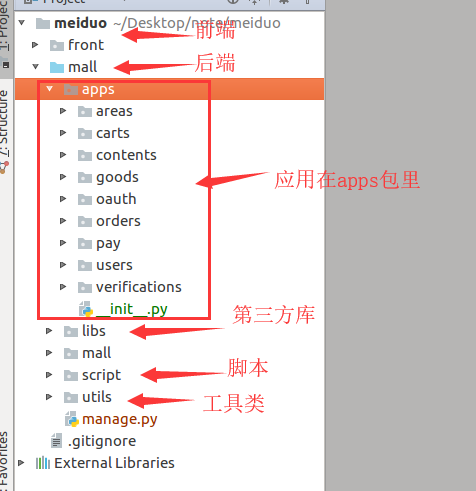 Project
meiduo ~/Desktop/note/meiduo
前端
front
mall
后端
apps
areas
carts
contents
goods
应用在apps包里
oauth
orders
pay
users
verifications
__init__.py
第三方库
libs
mall
script
脚本
utils
工具类
manage.py
.gitignore
External Libraries
1: Project
7: Structure
Favorites